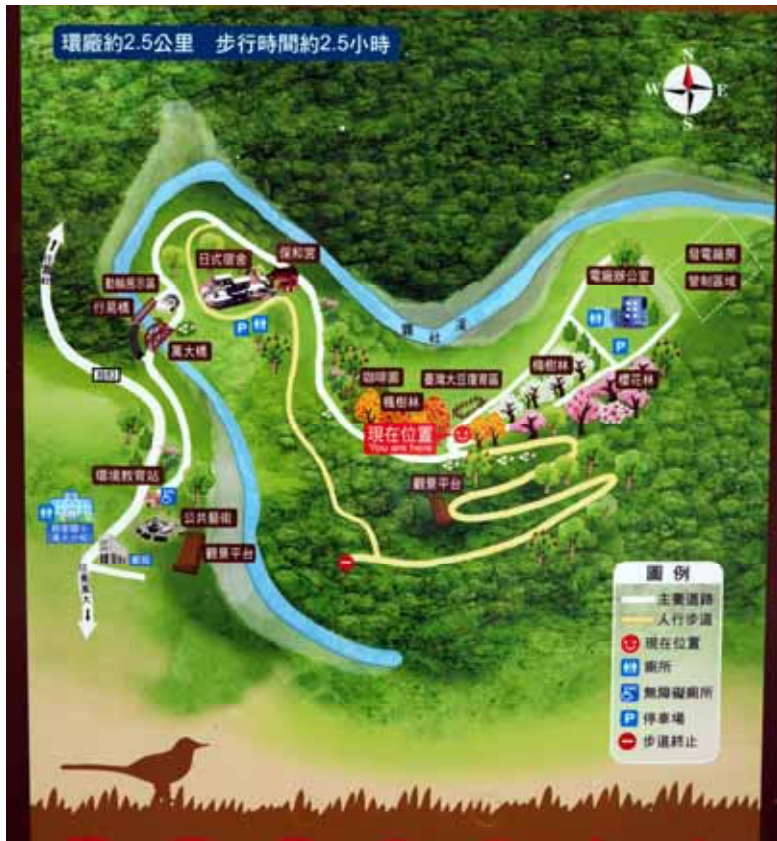 環廠約2.5公里 步行時間約2.5小時
N
W E
S
日式宿舍
保和宮
動輪展示區
行風橋
萬大橋
P
霧社溪
電廠辦公室
發電廠房
管制區域
P
咖啡園
臺灣大豆復育區
楓樹林
梅樹林
櫻花林
現在位置
You are here
觀景平台
環境教育站
公共藝術
觀景平台
圖例
主要道路
人行步道
現在位置
廁所
無障礙廁所
P 停車場
步道終止